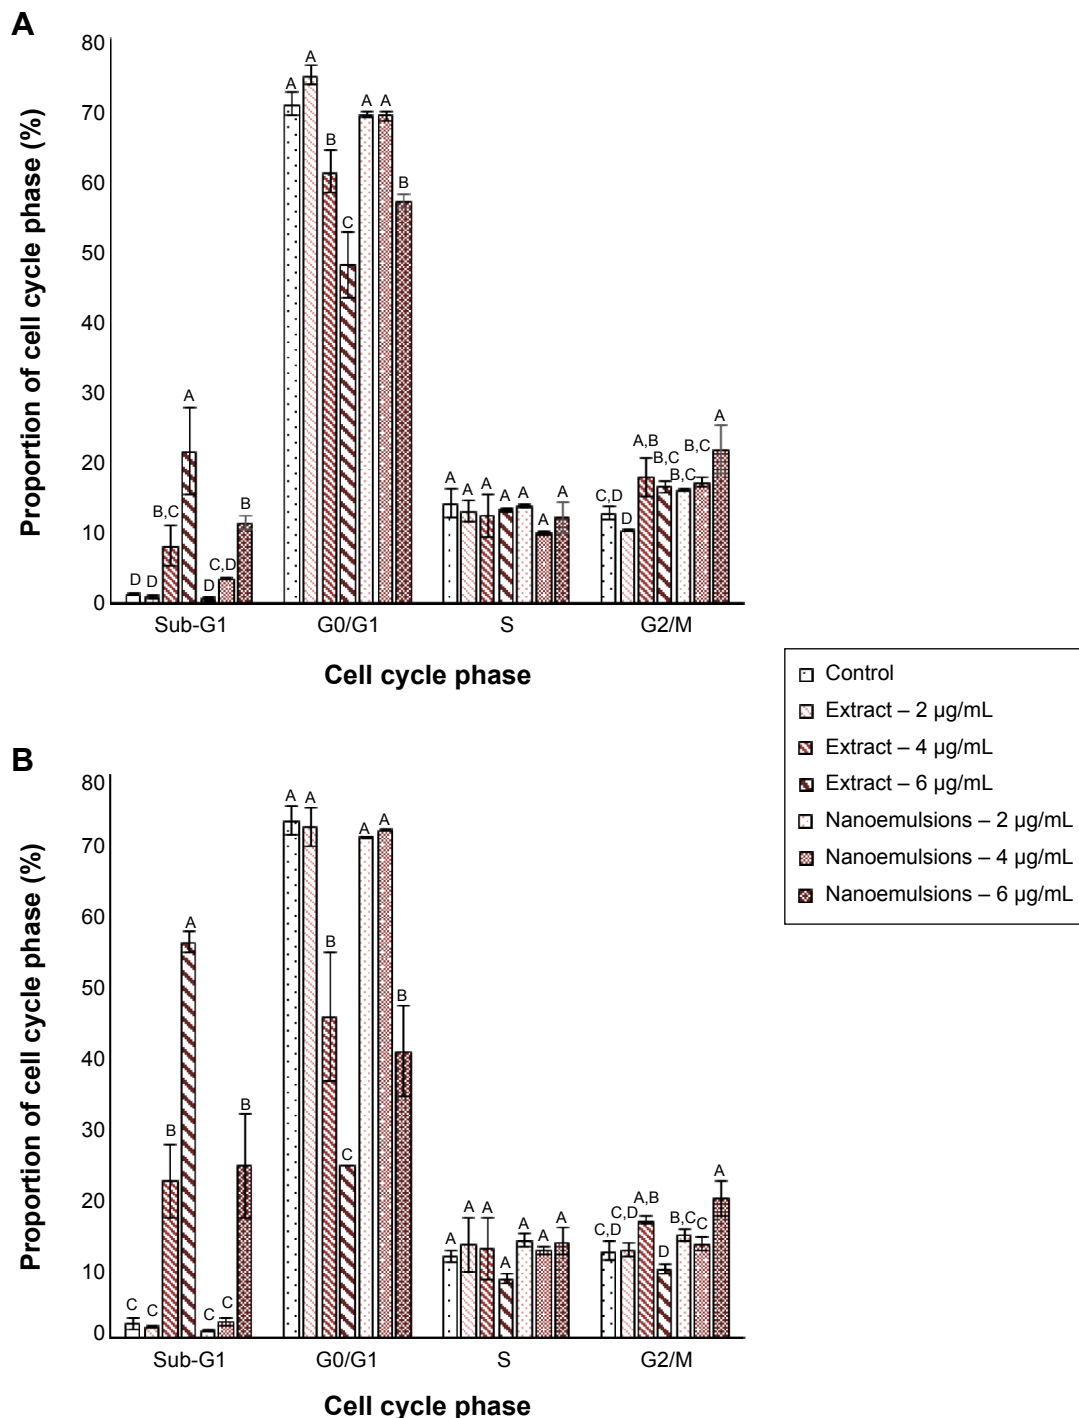 A
Proportion of cell cycle phase (%)
80
70
60
50
40
30
20
10
0
D
D
B,C
A
D
C,D
B
A
A
B
C
A
A
B
A
A
A
A
A
A
A
C,D
D
A,B
B,C
B,C
B,C
A
Sub-G1
G0/G1
S
G2/M
Cell cycle phase
Control
Extract – 2 µg/mL
Extract – 4 µg/mL
Extract – 6 µg/mL
Nanoemulsions – 2 µg/mL
Nanoemulsions – 4 µg/mL
Nanoemulsions – 6 µg/mL
B
Proportion of cell cycle phase (%)
80
70
60
50
40
30
20
10
0
C
C
B
A
C
C
B
A
A
B
C
A
A
B
A
A
A
A
A
A
A
C,D
C,D
A,B
D
B,C
C
A
Sub-G1
G0/G1
S
G2/M
Cell cycle phase